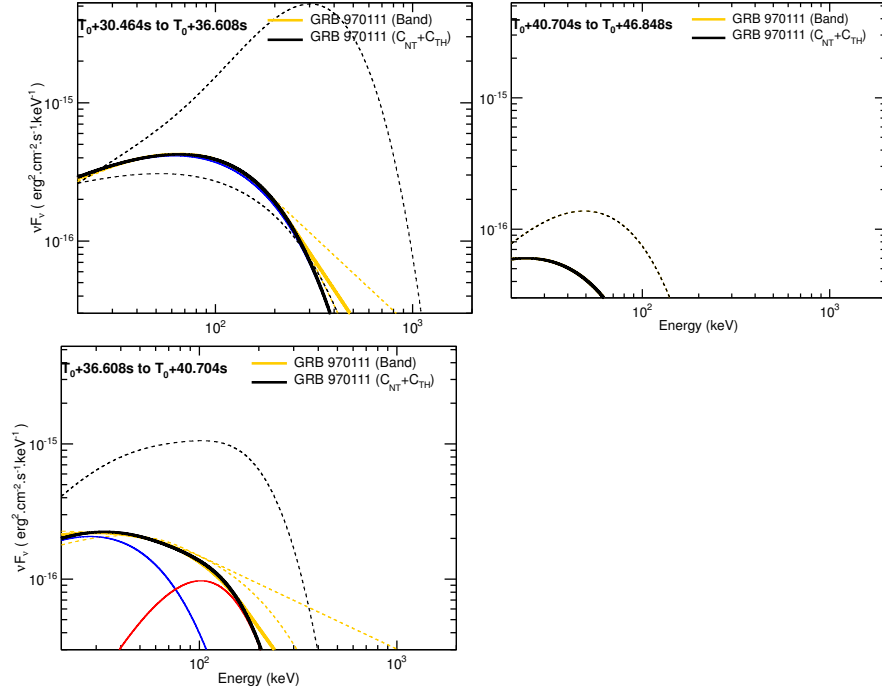 T0+30.464s to T0+36.608s
GRB 970111 (Band)
GRB 970111 (CNT+CTH)
10-15
10-16
νFν ( erg2.cm-2.s-1.keV-1)
102
103
Energy (keV)
T0+40.704s to T0+46.848s
GRB 970111 (Band)
GRB 970111 (CNT+CTH)
10-15
10-16
102
103
Energy (keV)
T0+36.608s to T0+40.704s
GRB 970111 (Band)
GRB 970111 (CNT+CTH)
10-15
10-16
νFν ( erg2.cm-2.s-1.keV-1)
102
103
Energy (keV)